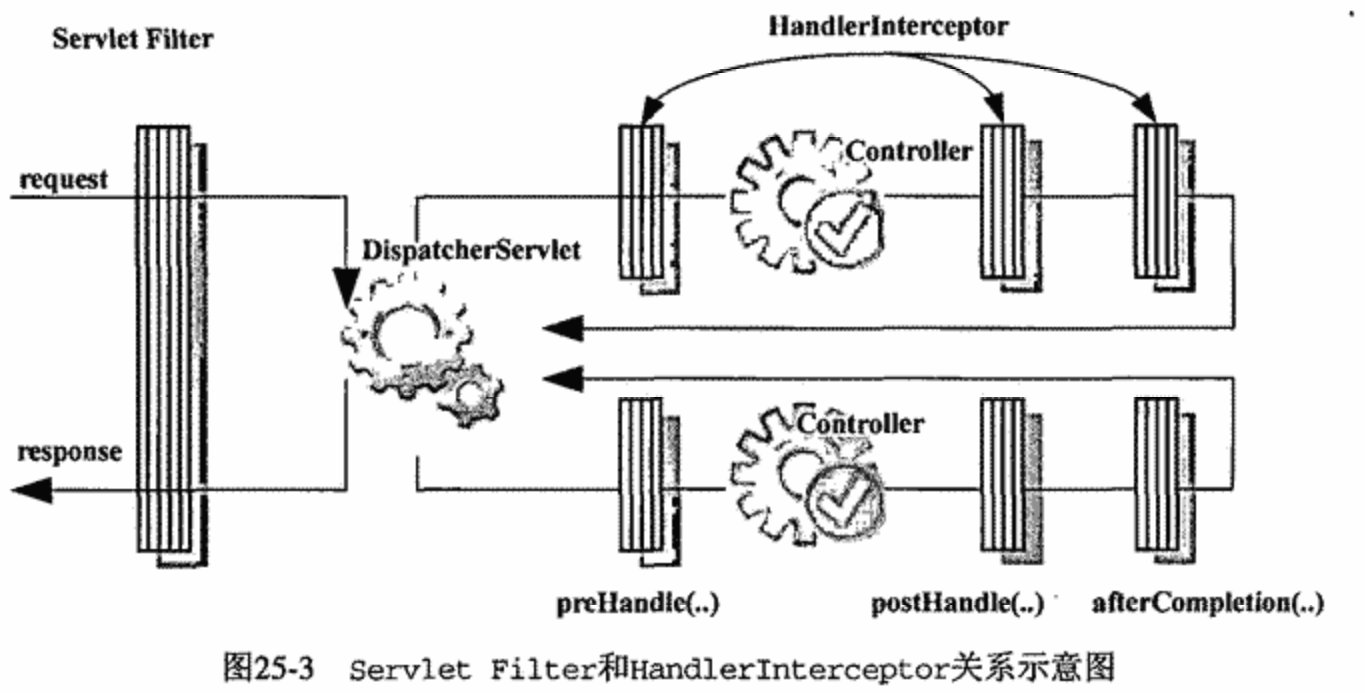 Servlet Filter
HandlerInterceptor
request
Controller
DispatcherServlet
response
Controller
preHandle(..)
postHandle(..)
afterCompletion(..)
图25-3 Servlet Filter和HandlerInterceptor关系示意图